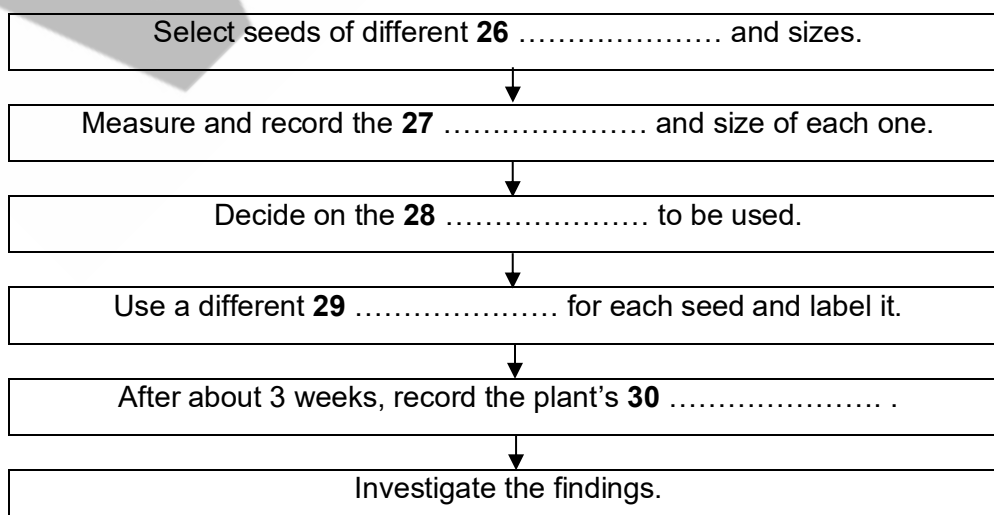 Select seeds of different 26 ………………… and sizes.
Measure and record the 27 ………………… and size of each one.
Decide on the 28 ………………… to be used.
Use a different 29 ………………… for each seed and label it.
After about 3 weeks, record the plant’s 30 …………………. .
Investigate the findings.